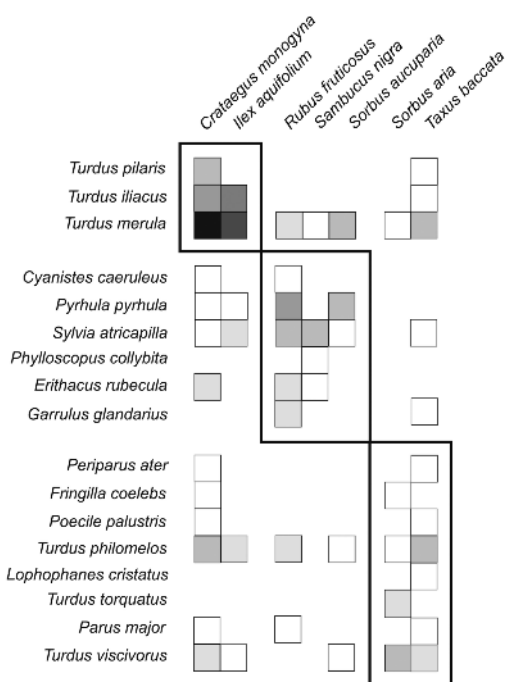 Crataegus monogyna
Ilex aquifolium
Rubus fruticosus
Sambucus nigra
Sorbus aucuparia
Sorbus aria
Taxus baccata
Turdus pilaris
Turdus iliacus
Turdus merula
Cyanistes caeruleus
Pyrhula pyrhula
Sylvia atricapilla
Phylloscopus collybita
Erithacus rubecula
Garrulus glandarius
Periparus ater
Fringilla coelebs
Poecile palustris
Turdus philomelos
Lophophanes cristatus
Turdus torquatus
Parus major
Turdus viscivorus